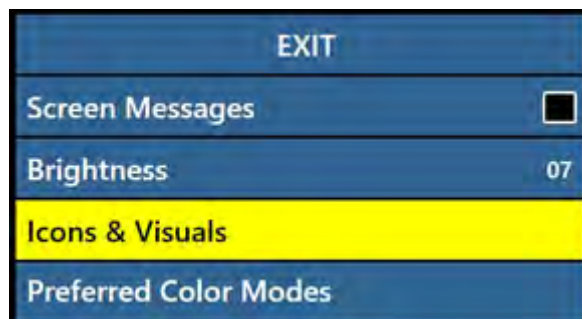 EXIT
Screen Messages
Brightness 07
Icons & Visuals
Preferred Color Modes